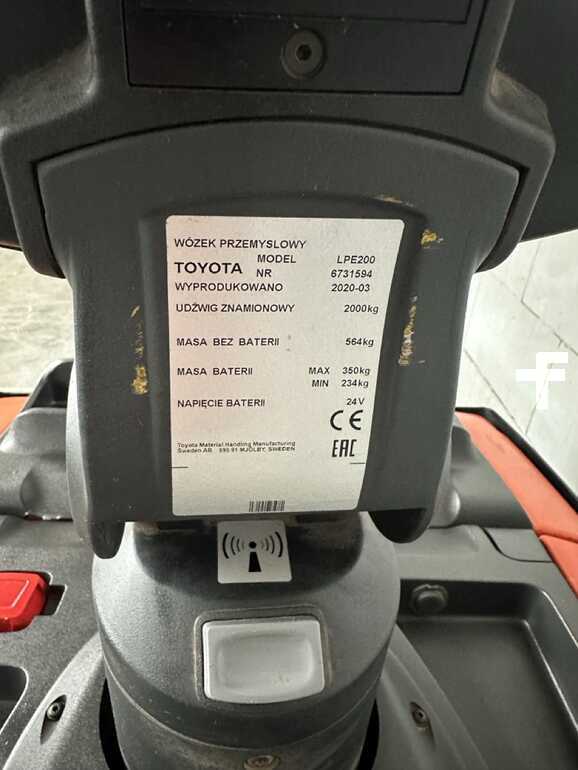 WÓZEK PRZEMYSLOWY
TOYOTA MODEL LPE200
NR 6731594
WYPRODUKOWANO 2020-03
UDŹWIG ZNAMIONOWY 2000kg
MASA BEZ BATERII 564kg
MASA BATERII MAX 350kg
MIN 234kg
NAPIĘCIE BATERII 24V
CE
Toyota Material Handling Manufacturing
Sweden AB 595 81 MJÖLBY, SWEDEN
EAC